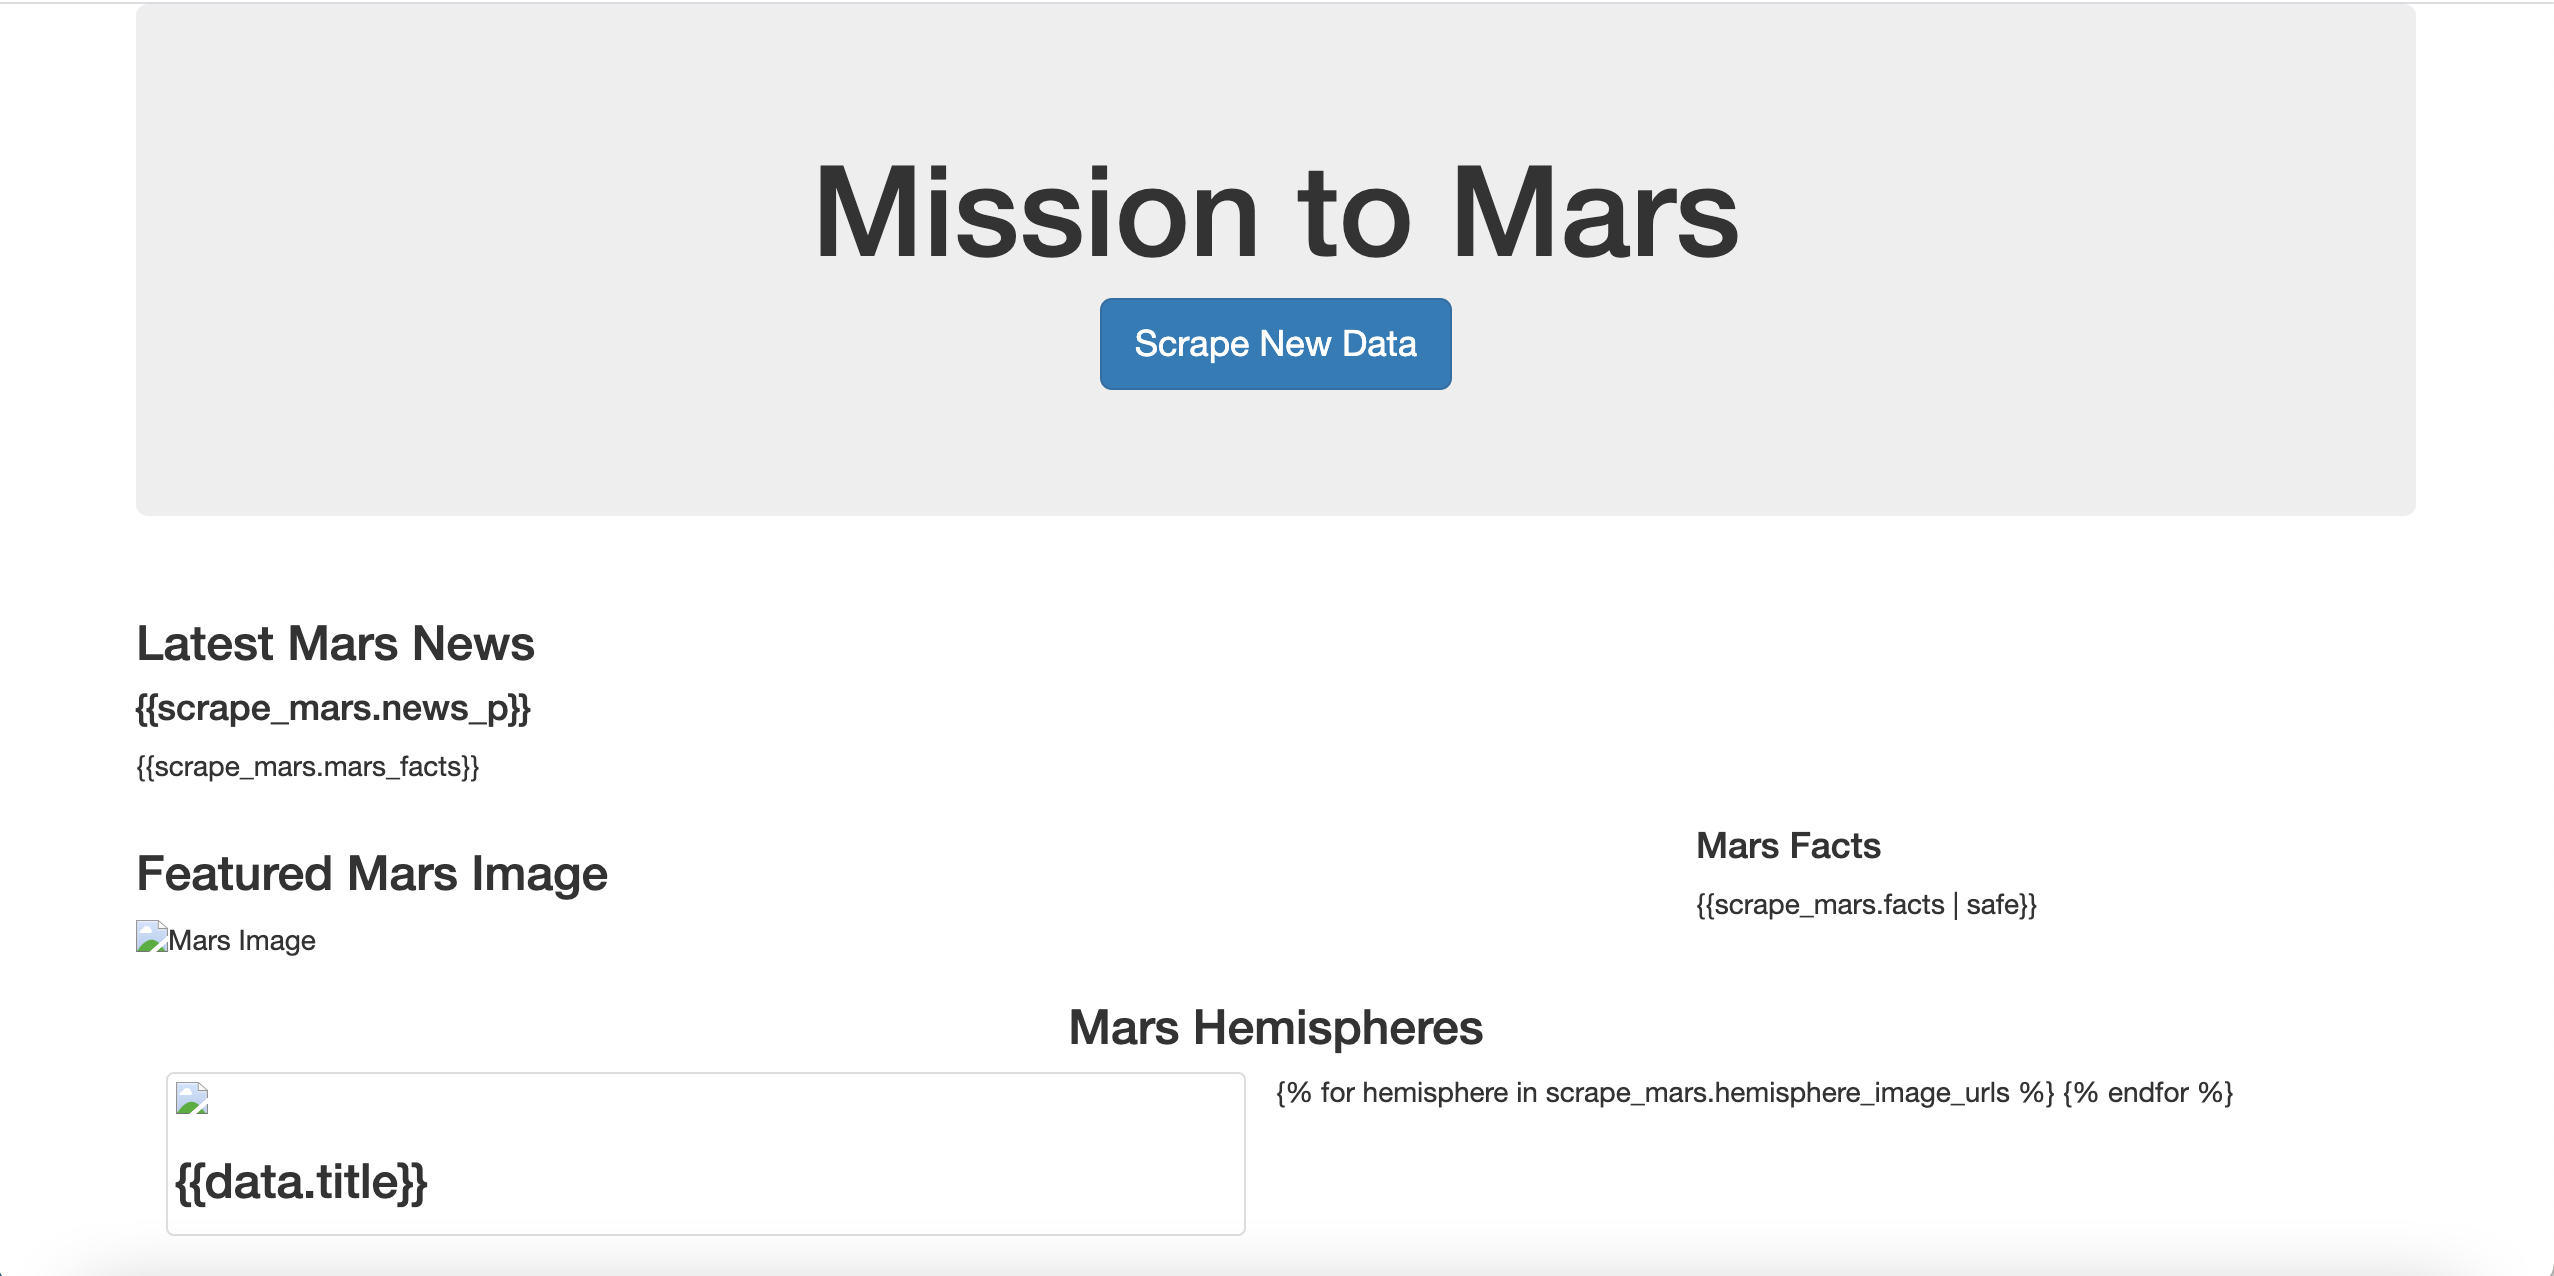 Mission to Mars
Scrape New Data
Latest Mars News
{{scrape_mars.news_p}}
{{scrape_mars.mars_facts}}
Featured Mars Image
Mars Image
Mars Facts
{{scrape_mars.facts | safe}}
Mars Hemispheres
{{data.title}}
{% for hemisphere in scrape_mars.hemisphere_image_urls %} {% endfor %}